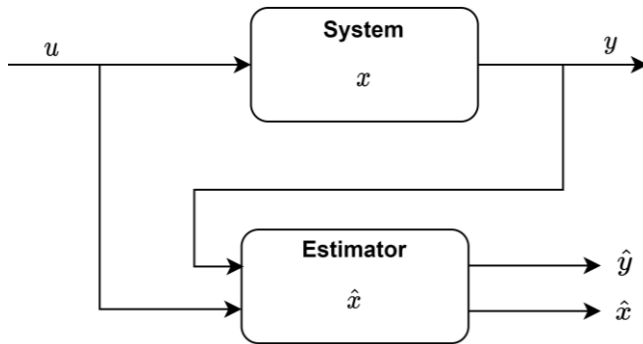 System
u
y
x
Estimator
ŷ
x̂
x̂